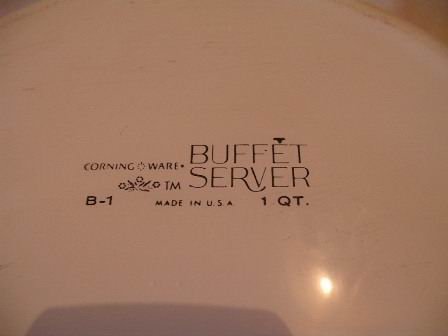 BUFFET
CORNING WARE®
SERVER
TM
B-1 MADE IN U.S.A. 1 QT.